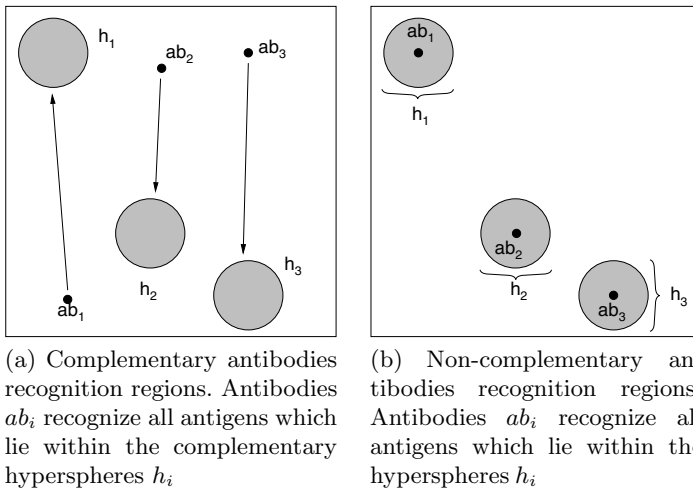 h1
ab2
ab3
h2
h3
ab1
(a) Complementary antibodies
recognition regions. Antibodies
abi recognize all antigens which
lie within the complementary
hyperspheres hi
ab1
h1
ab2
h2
ab3
h3
(b) Non-complementary an
tibodies recognition regions
Antibodies abi recognize al
antigens which lie within the
hyperspheres hi